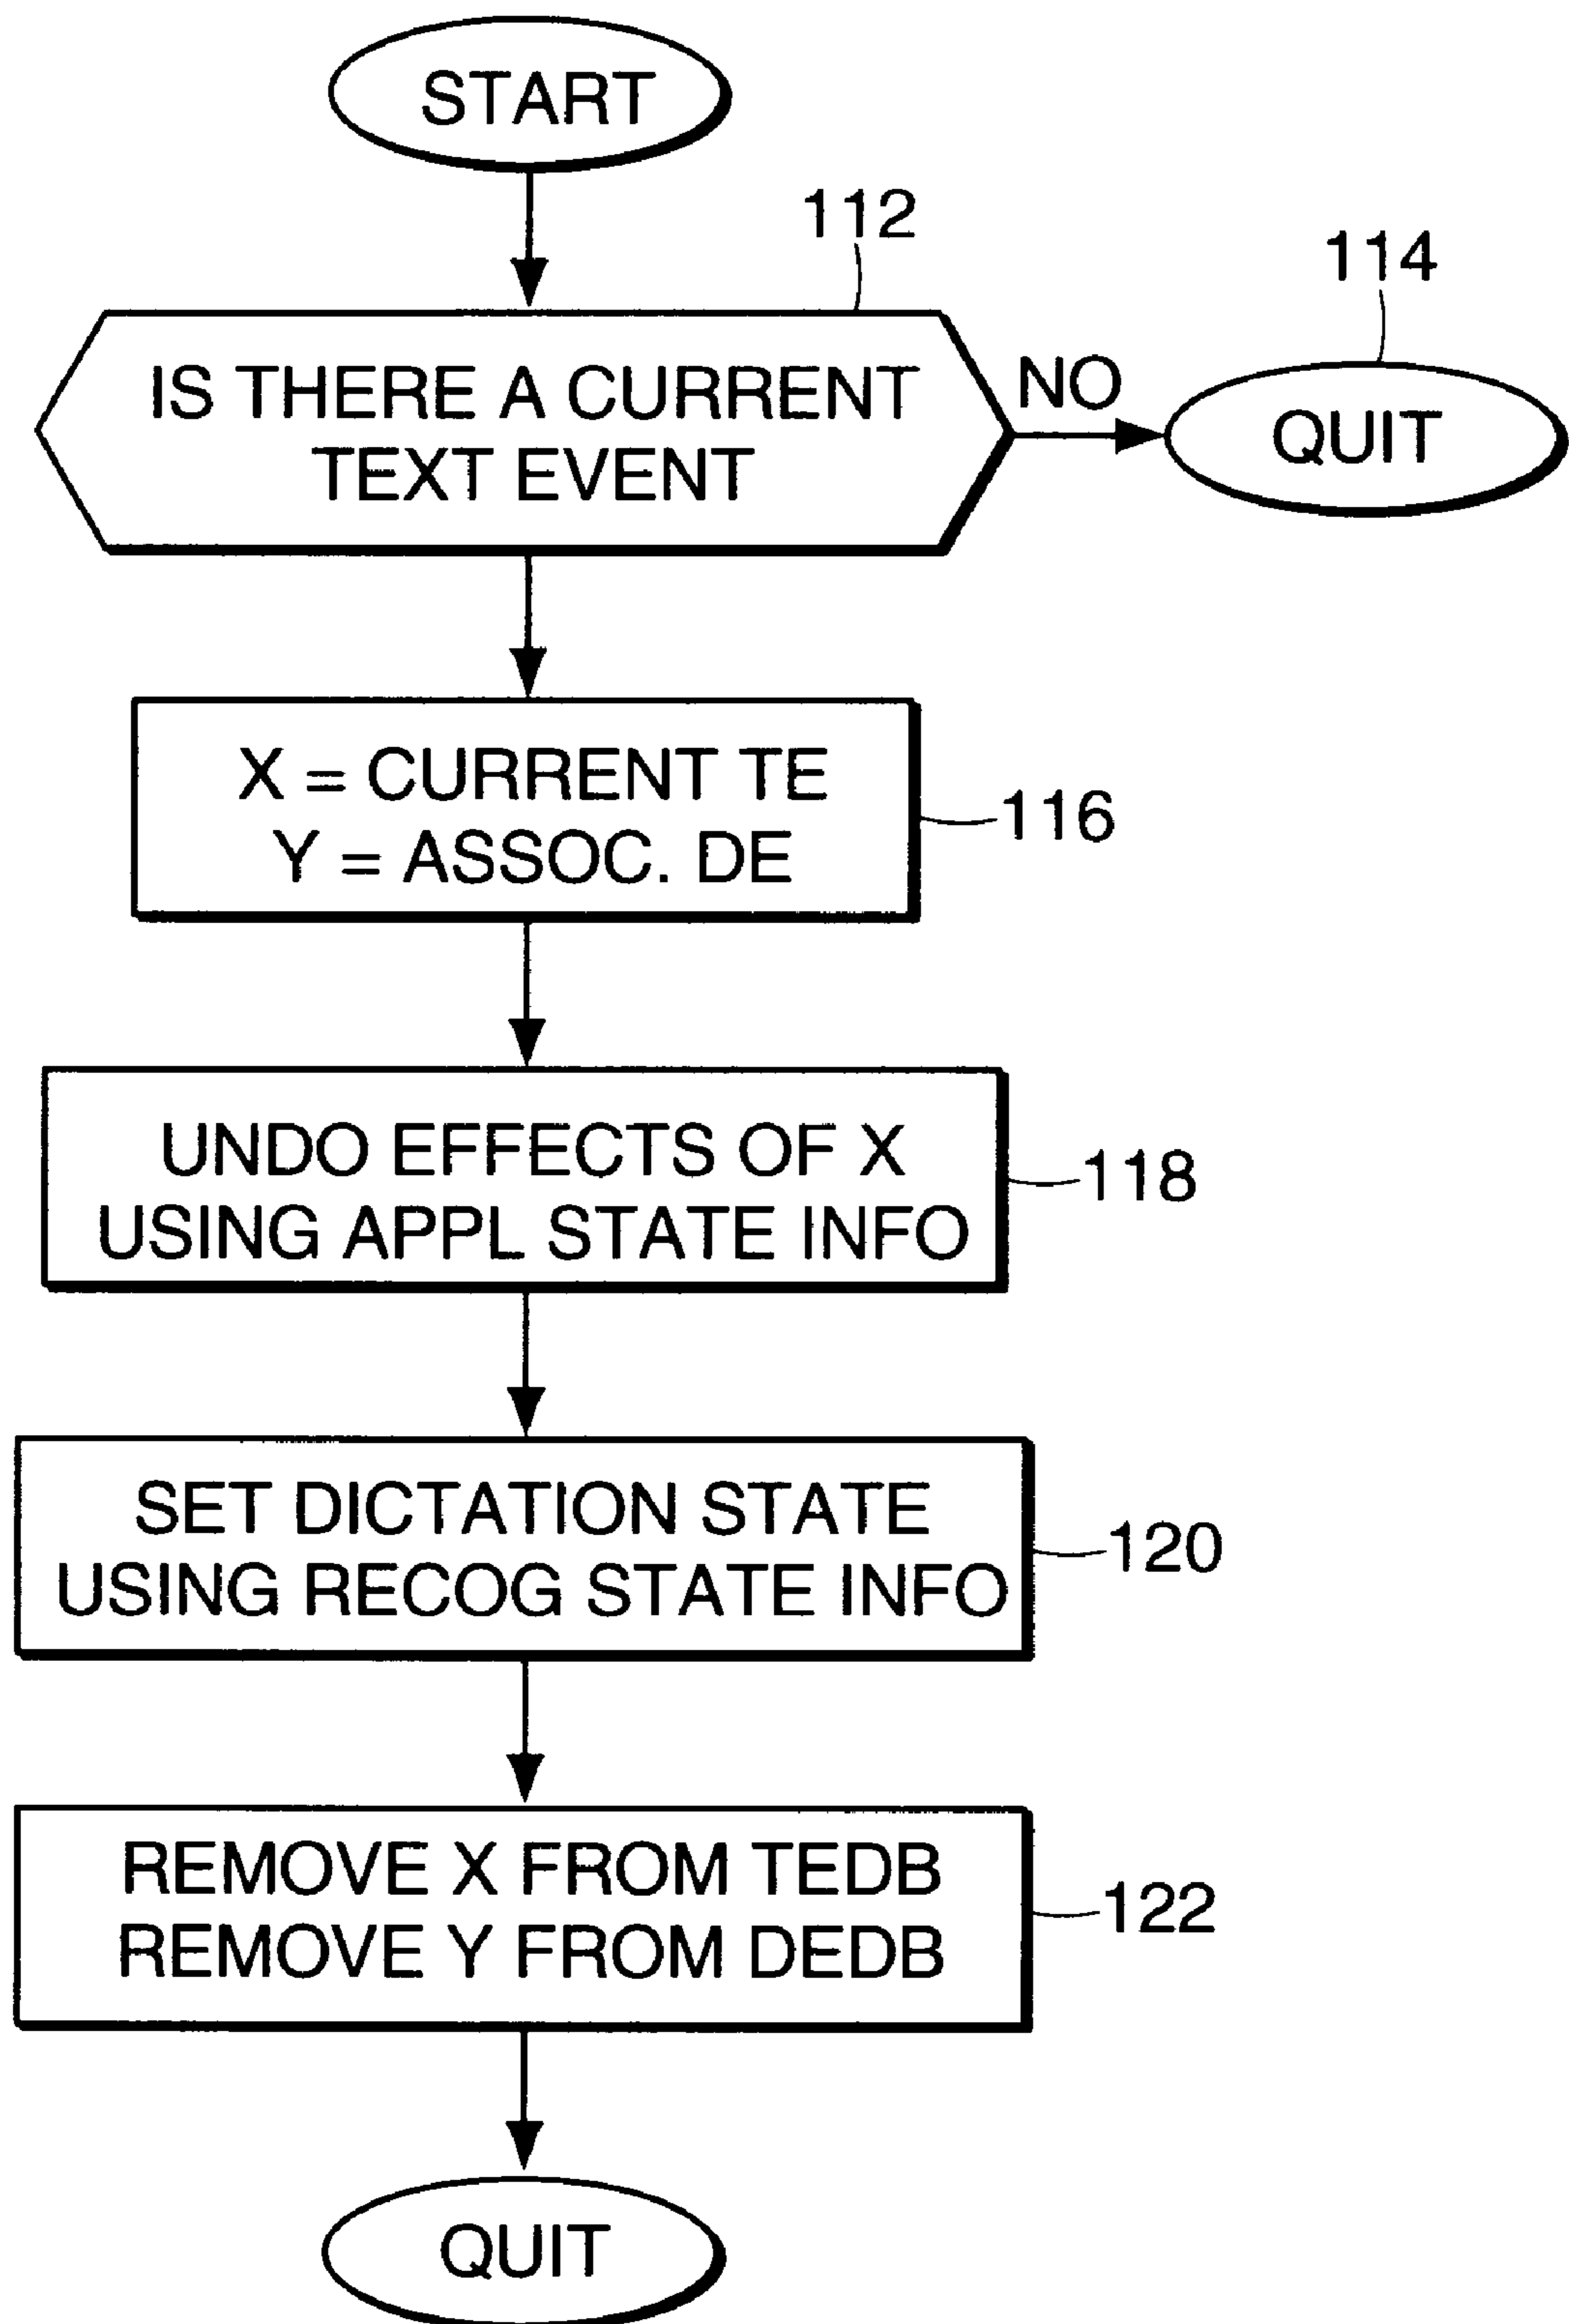 START
112
114
IS THERE A CURRENT
TEXT EVENT
NO
QUIT
X = CURRENT TE
Y = ASSOC. DE
116
UNDO EFFECTS OF X
USING APPL STATE INFO
118
SET DICTATION STATE
USING RECOG STATE INFO
120
REMOVE X FROM TEDB
REMOVE Y FROM DEDB
122
QUIT